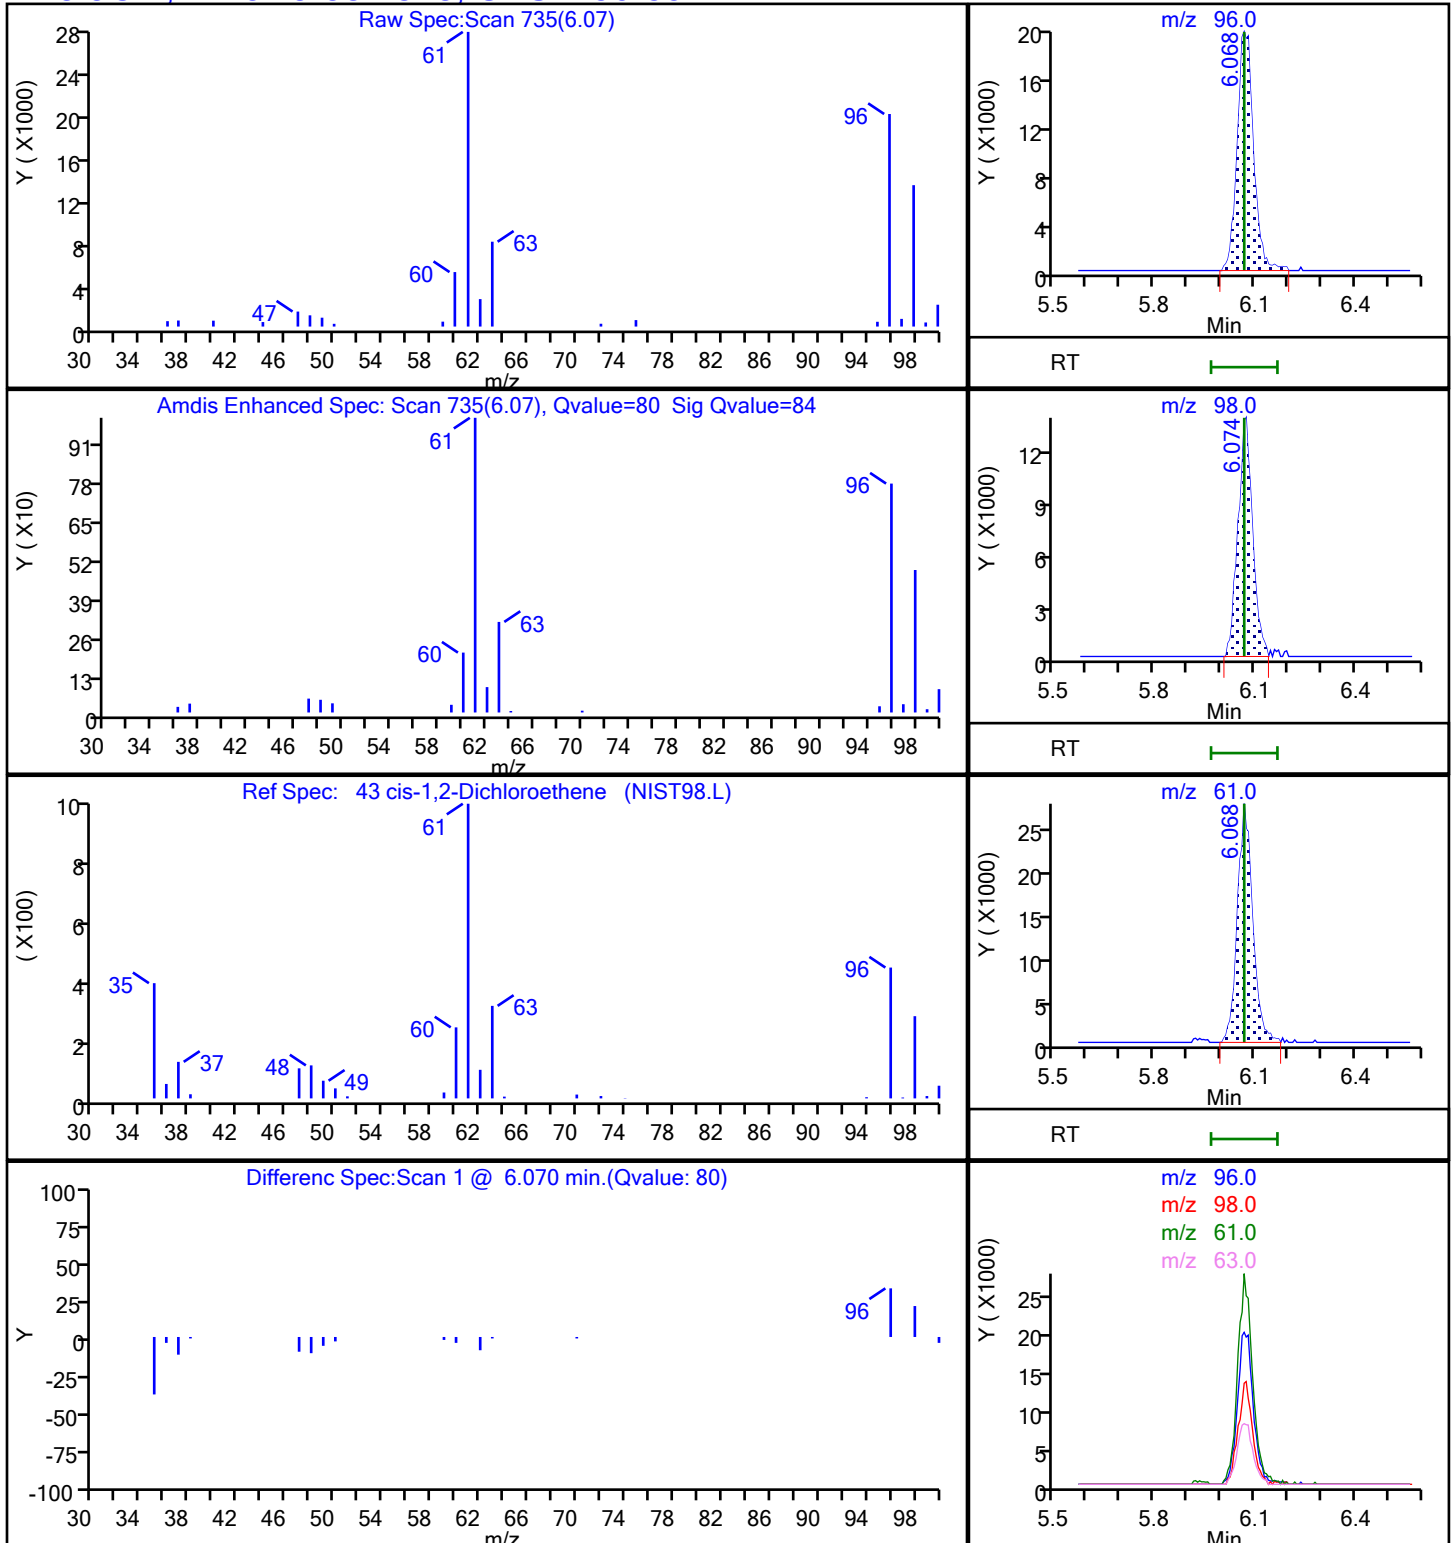 Raw Spec:Scan 735(6.07)
28
24
20
16
12
8
4
0
Y ( X1000)
61
96
63
60
47
30 34 38 42 46 50 54 58 62 66 70 74 78 82 86 90 94 98
m/z
m/z 96.0
20
16
12
8
4
0
Y ( X1000)
6.068
5.5 5.8 6.1 6.4
Min
RT
Amdis Enhanced Spec: Scan 735(6.07), Qvalue=80 Sig Qvalue=84
91
78
65
52
39
26
13
0
Y ( X10)
61
96
63
60
30 34 38 42 46 50 54 58 62 66 70 74 78 82 86 90 94 98
m/z
m/z 98.0
12
9
6
3
0
Y ( X1000)
6.074
5.5 5.8 6.1 6.4
Min
RT
Ref Spec: 43 cis-1,2-Dichloroethene (NIST98.L)
10
8
6
4
2
0
( X100)
61
96
35
63
60
37
48
49
30 34 38 42 46 50 54 58 62 66 70 74 78 82 86 90 94 98
m/z 61.0
25
20
15
10
5
0
Y ( X1000)
6.068
5.5 5.8 6.1 6.4
Min
RT
Differenc Spec:Scan 1 @ 6.070 min.(Qvalue: 80)
100
75
50
25
0
-25
-50
-75
-100
Y
96
30 34 38 42 46 50 54 58 62 66 70 74 78 82 86 90 94 98
m/z
m/z 96.0
m/z 98.0
m/z 61.0
m/z 63.0
25
20
15
10
5
0
Y ( X1000)
5.5 5.8 6.1 6.4
Min